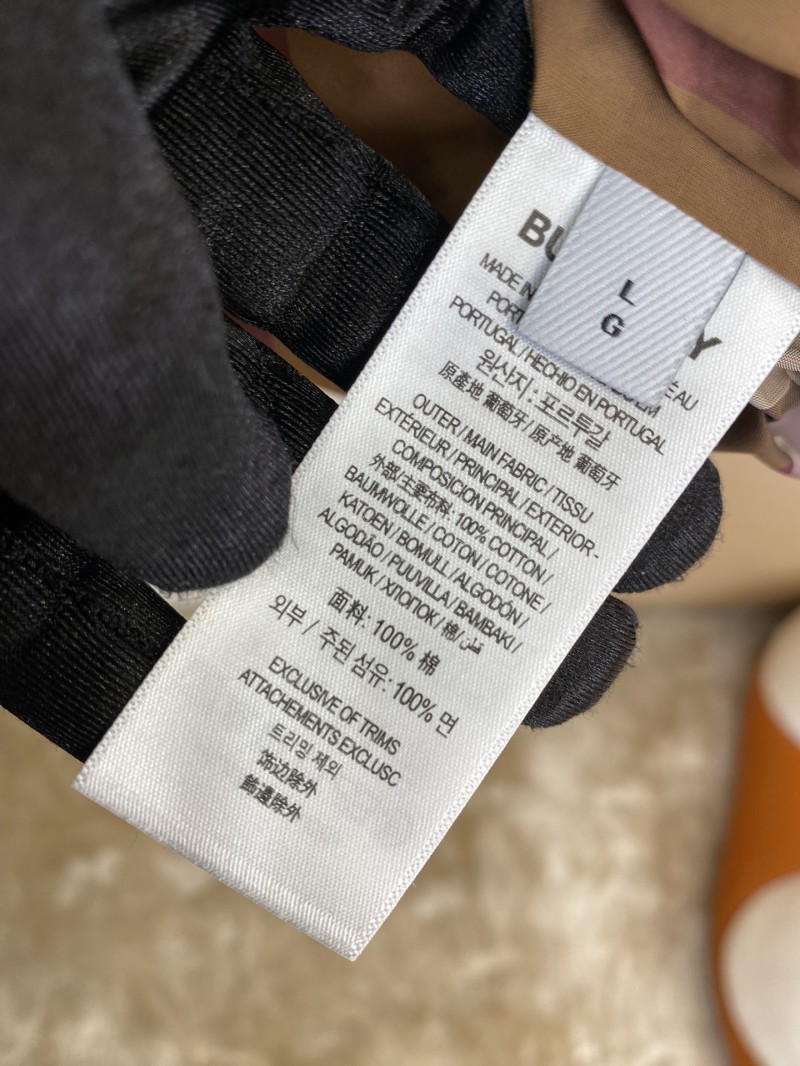 BU
Y
L
G
MADE IN
PORT
E AU
PORTUGAL / HECHO EN PORTUGAL
원산지 : 포르투갈
原產地 葡萄牙 / 原产地 葡萄牙
OUTER / MAIN FABRIC / TISSU
EXTÉRIEUR / PRINCIPAL / EXTERIOR -
COMPOSICION PRINCIPAL /
外部/主要布料: 100% COTTON /
BAUMWOLLE / COTON / COTONE /
KATOEN / BOMULL / ALGODÓN /
ALGODÃO / PUUVILLA / BAMBAKI /
PAMUK / ХЛОПОК / 棉 / قطن /
面料: 100% 棉
외부 / 주된 섬유: 100% 면
EXCLUSIVE OF TRIMS
ATTACHEMENTS EXCLUSC
트리밍 제외
饰边除外
飾邊除外